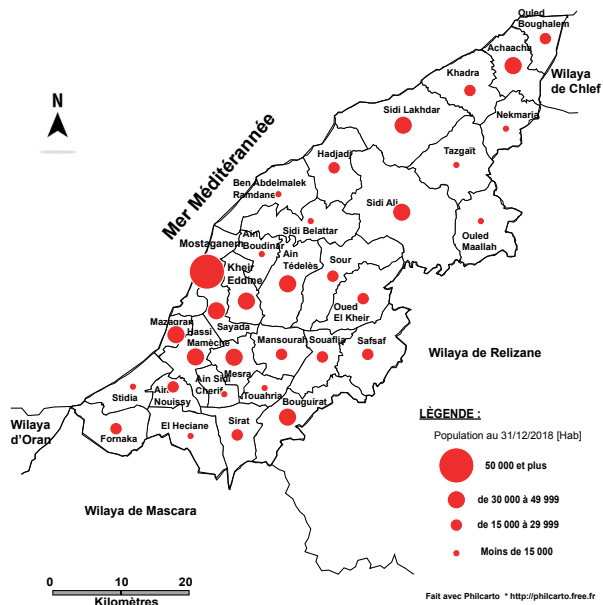 Ouled
Boughalem
Achaacha
Wilaya
de Chlef
Khadra
N
Sidi Lakhdar
Nekmaria
Mer Méditérannée
Hadjadj
Tazgaït
Ben Abdelmalek
Ramdane
Sidi Ali
Sidi Belattar
Ouled
Maallah
Mostaganem
Ain
Boudinar
Kheir
Eddine
Ain
Tédelès
Sour
Oued
El Kheir
Sayada
Mazagran
Hassi
Mamèche
Mansourah
Souaflia
Safsaf
Mesra
Wilaya de Relizane
Stidia
Ain
Nouissy
Ain Sidi
Cherif
Touahria
Bouguirat
Wilaya
d'Oran
Fornaka
El Heciane
Sirat
Wilaya de Mascara
LÈGENDE :
Population au 31/12/2018 [Hab]
50 000 et plus
de 30 000 à 49 999
de 15 000 à 29 999
Moins de 15 000
0 10 20
Kilomètres
Fait avec Philcarto * http://philcarto.free.fr